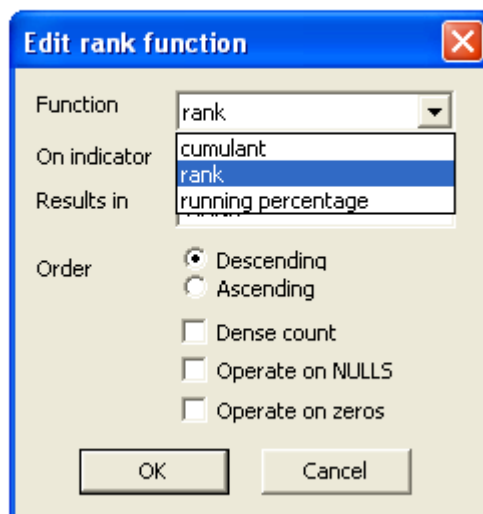 Edit rank function
Function rank
cumulant
On indicator
rank
Results in
running percentage
Order
Descending
Ascending
Dense count
Operate on NULLS
Operate on zeros
OK Cancel